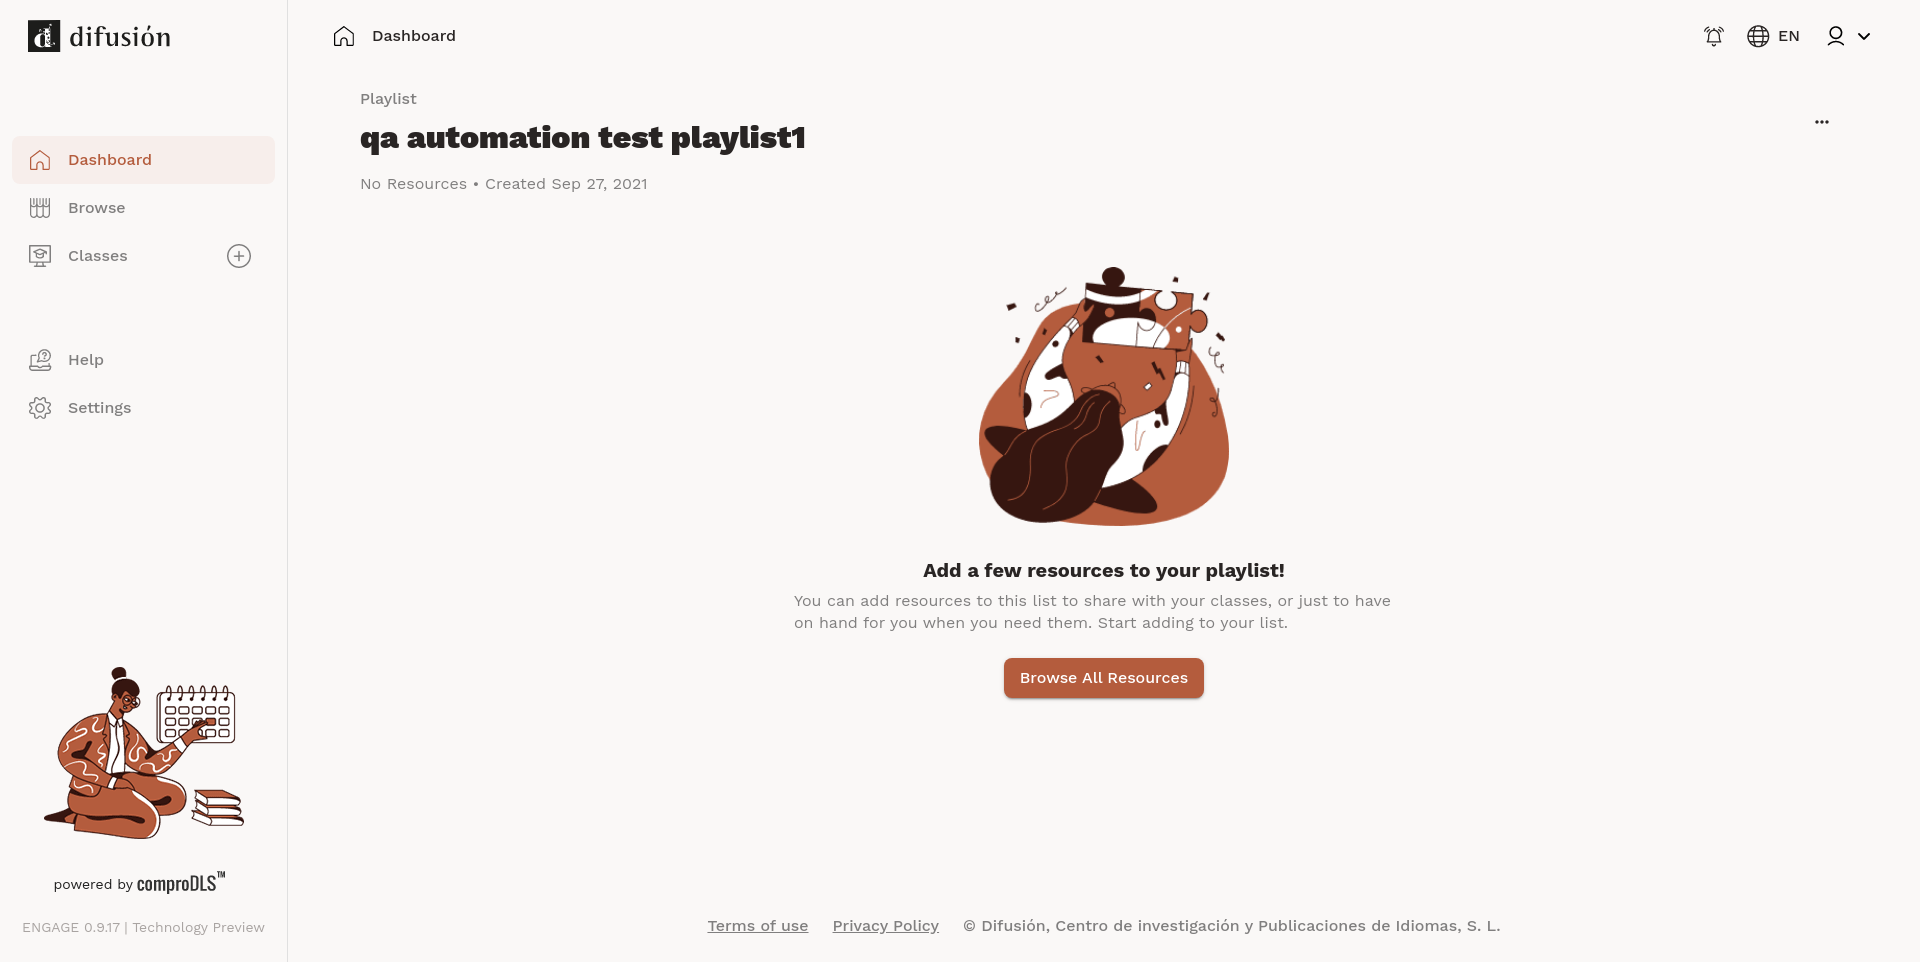 difusión
Dashboard
Browse
Classes
Help
Settings
powered by comproDLS™
ENGAGE 0.9.17 | Technology Preview
Dashboard
EN
Playlist
qa automation test playlist1
No Resources • Created Sep 27, 2021
Add a few resources to your playlist!
You can add resources to this list to share with your classes, or just to have
on hand for you when you need them. Start adding to your list.
Browse All Resources
Terms of use Privacy Policy © Difusión, Centro de investigación y Publicaciones de Idiomas, S. L.